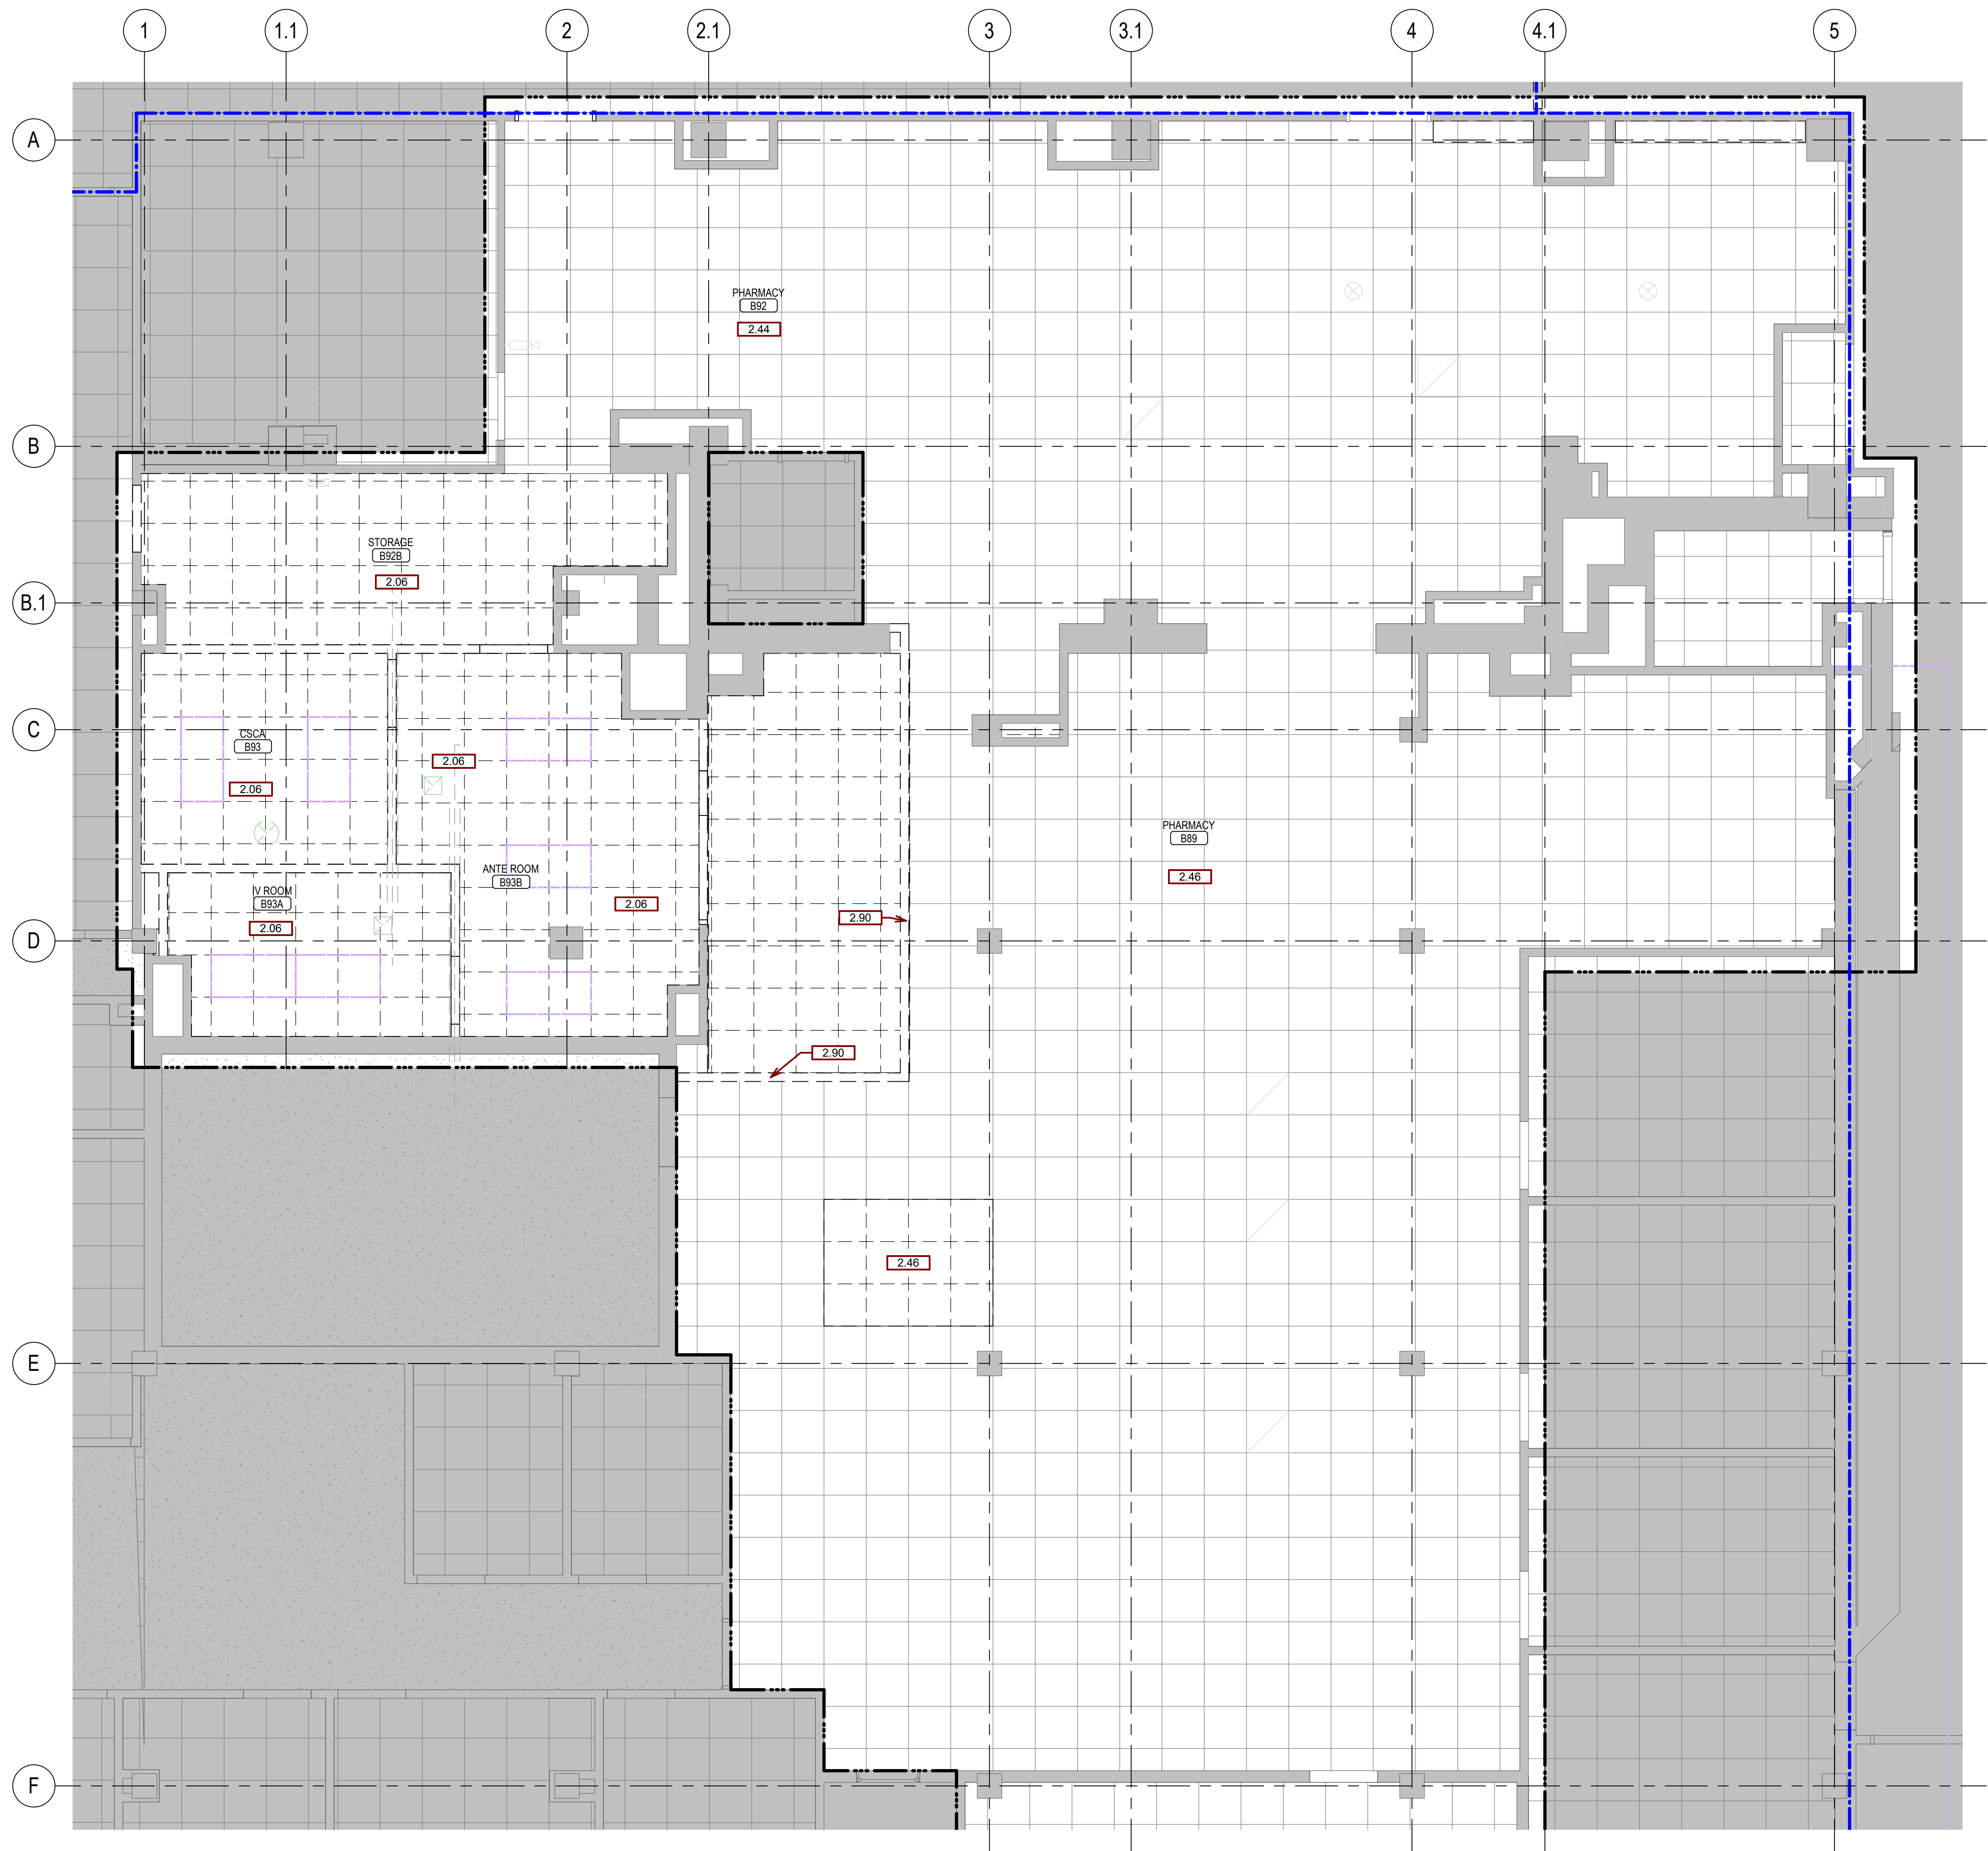 1
1.1
2
2.1
3
3.1
4
4.1
5
A
PHARMACY
B92
2.44
B
STORAGE
B92B
2.06
B.1
C
CSCA
B93
2.06
2.06
PHARMACY
B89
2.46
ANTE ROOM
B93B
IV ROOM
B93A
2.06
2.06
2.90
D
2.90
2.46
E
F